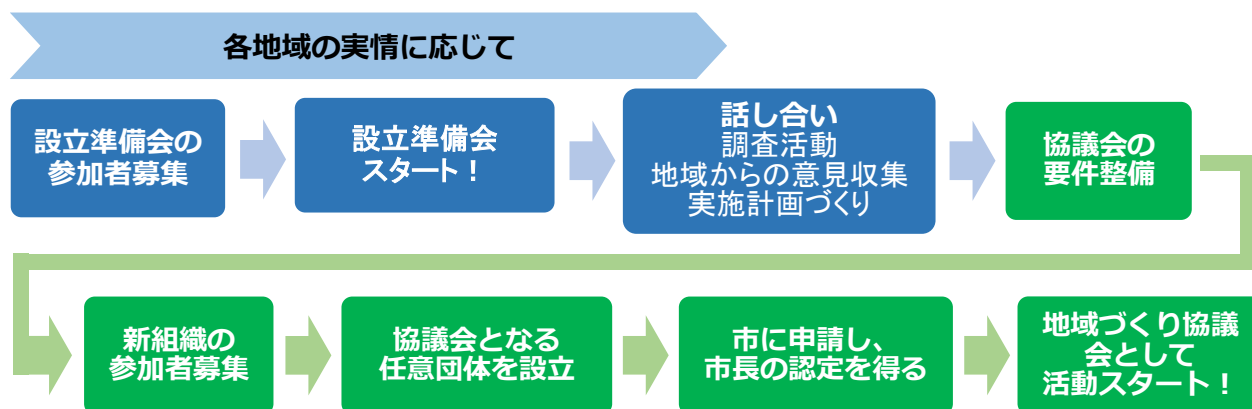 各地域の実情に応じて
設立準備会の
参加者募集
設立準備会
スタート！
話し合い
調査活動
地域からの意見収集
実施計画づくり
協議会の
要件整備
新組織の
参加者募集
協議会となる
任意団体を設立
市に申請し、
市長の認定を得る
地域づくり協議
会として
活動スタート！